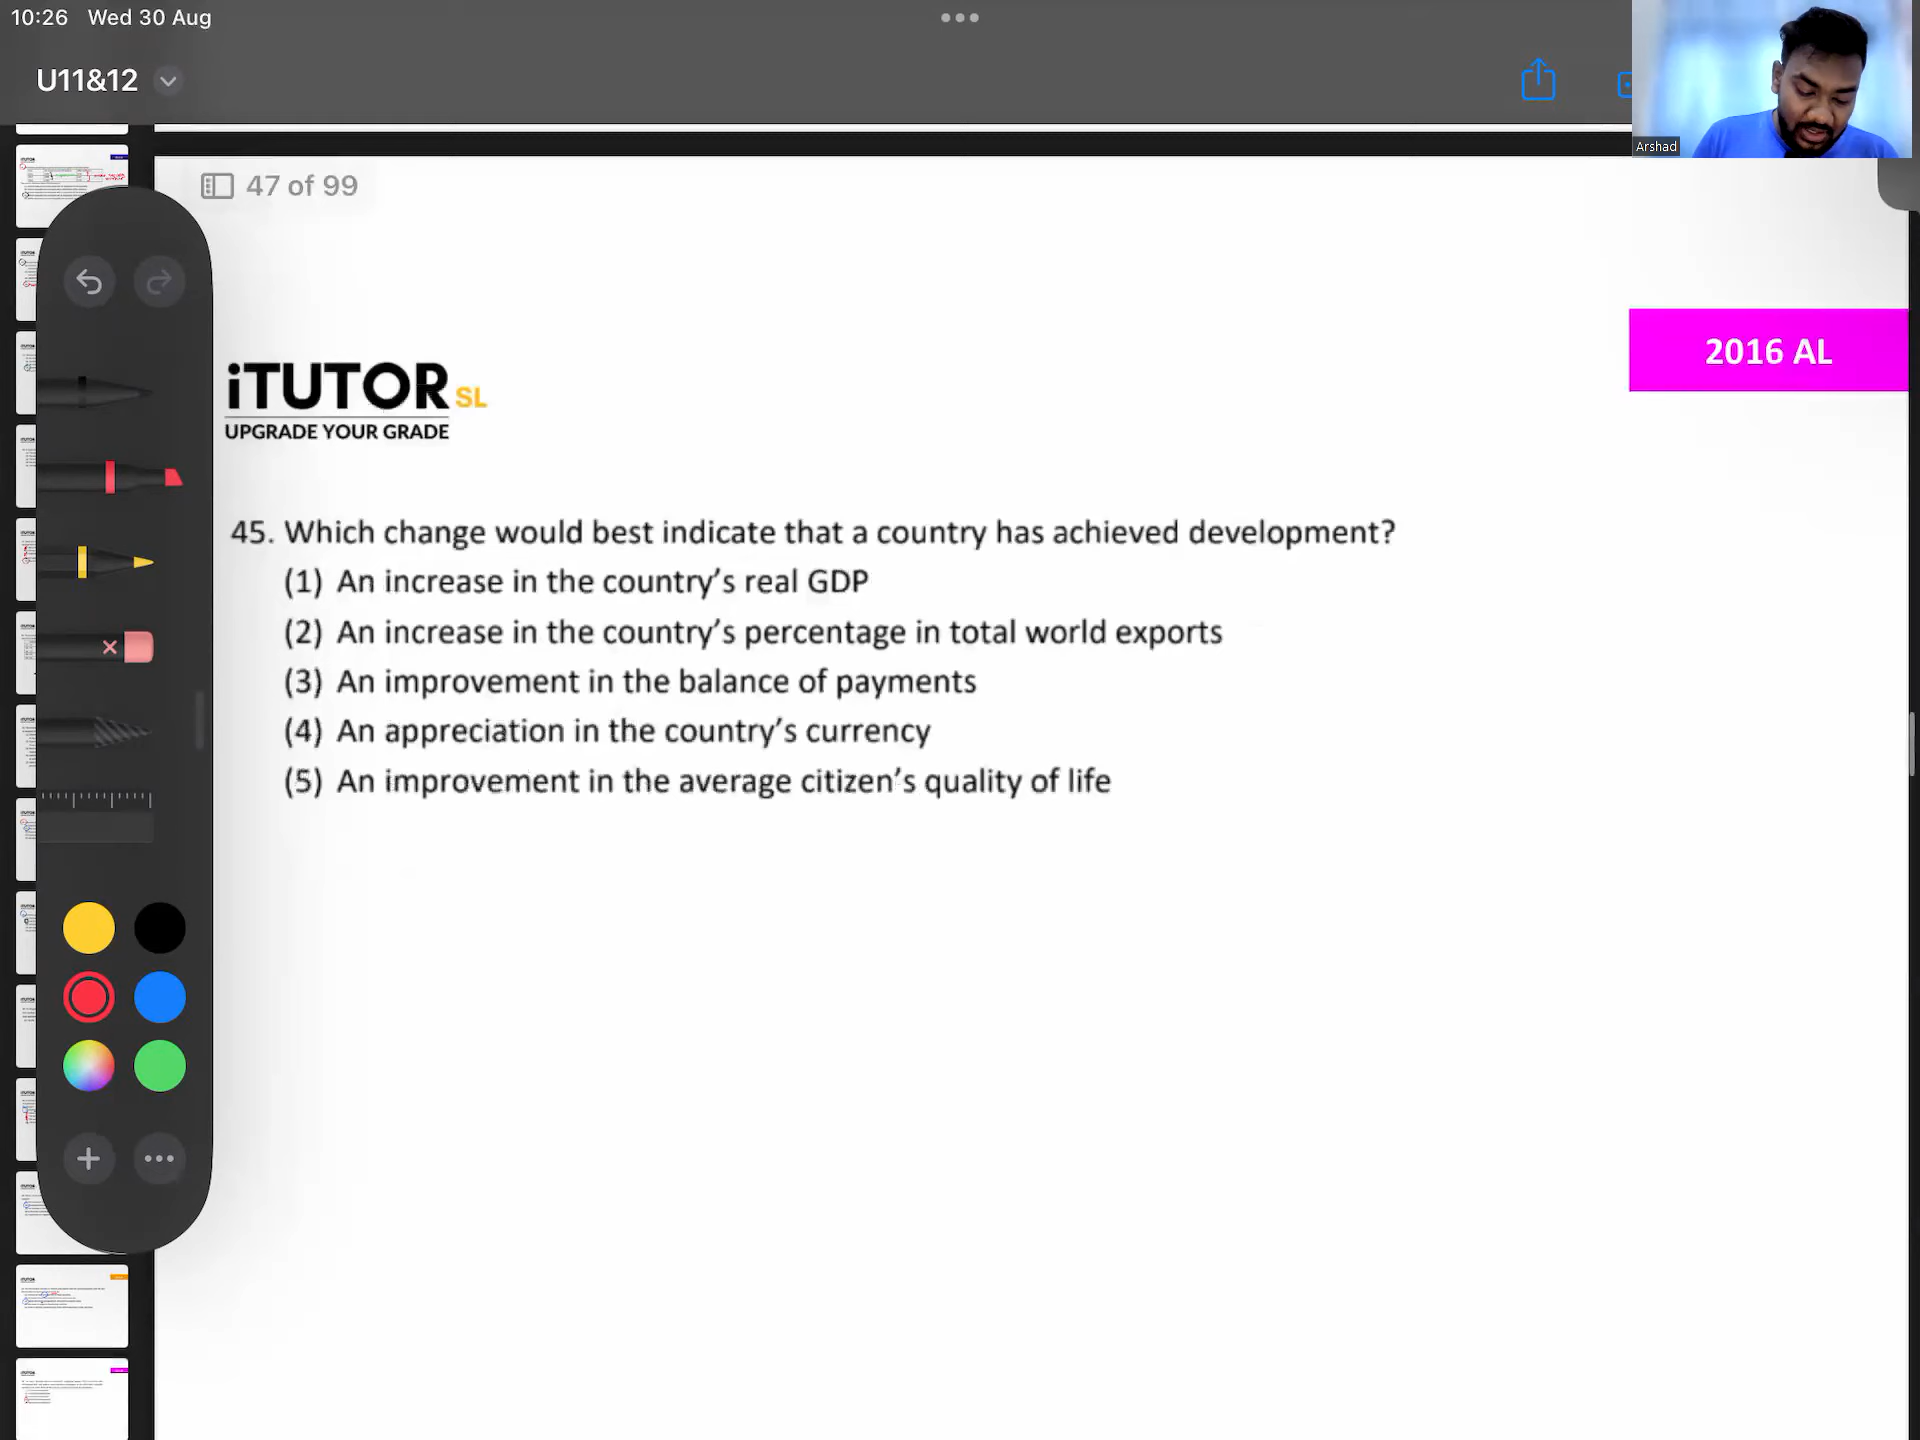 10:26 Wed 30 Aug
U11&12
Arshad
47 of 99
2016 AL
iTUTOR SL
UPGRADE YOUR GRADE
45. Which change would best indicate that a country has achieved development?
(1) An increase in the country's real GDP
(2) An increase in the country's percentage in total world exports
(3) An improvement in the balance of payments
(4) An appreciation in the country's currency
(5) An improvement in the average citizen's quality of life